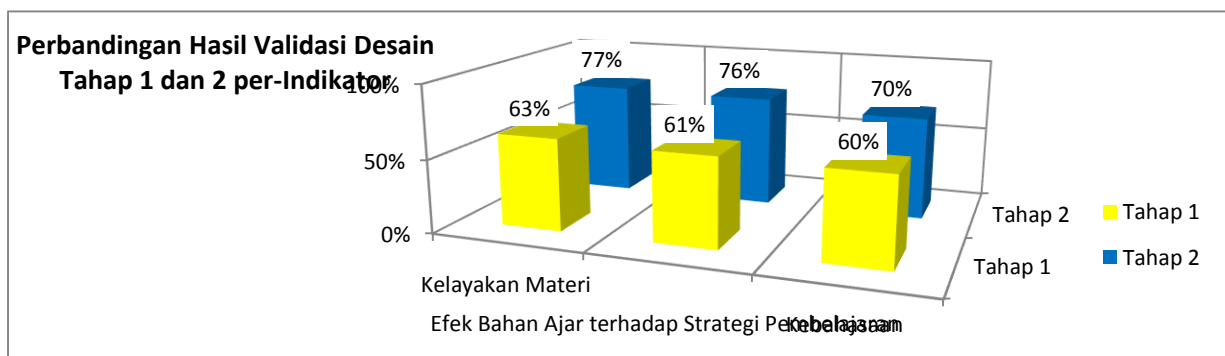 Perbandingan Hasil Validasi Desain
Tahap 1 dan 2 per-Indikator
100%
50%
0%
63%
77%
61%
76%
60%
70%
Kelayakan Materi
Efek Bahan Ajar terhadap Strategi Pembelajaran
Kebahasaan
Tahap 2
Tahap 1
Tahap 1
Tahap 2